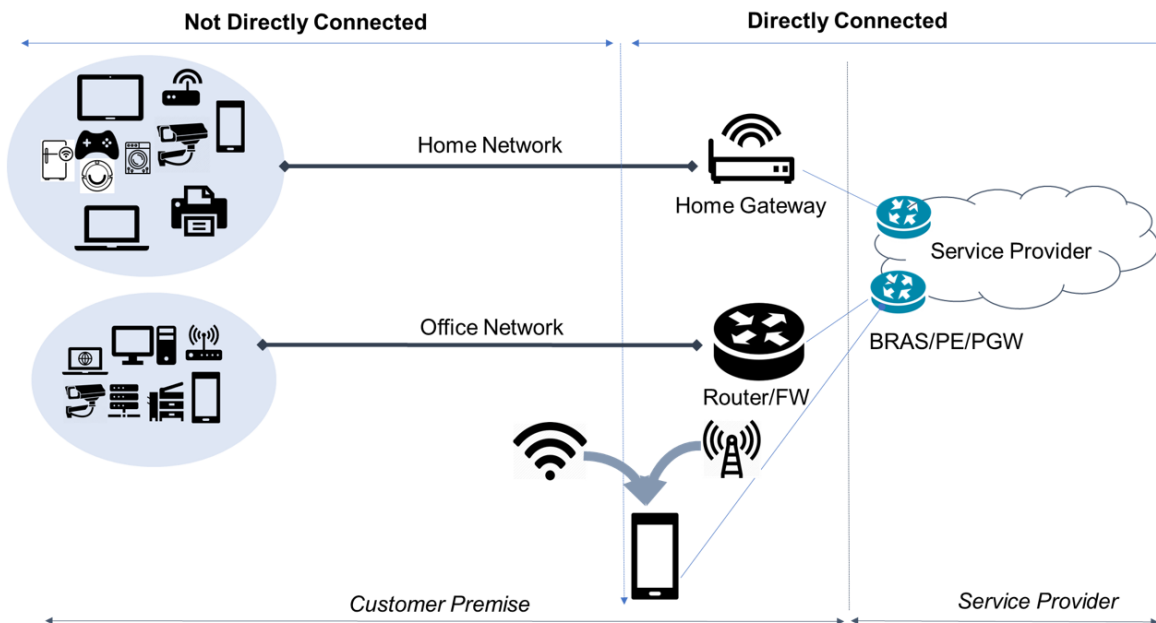 Not Directly Connected
Directly Connected
Home Network
Home Gateway
Service Provider
Office Network
BRAS/PE/PGW
Router/FW
Customer Premise
Service Provider